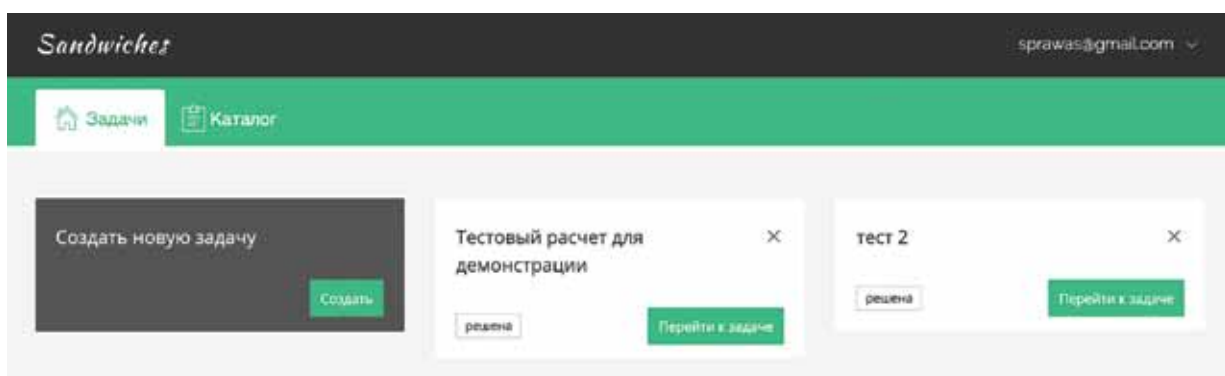 Sandwiches
sprawas@gmail.com
Задачи
Каталог
Создать новую задачу
Создать
Тестовый расчет для
демонстрации
решена
Перейти к задаче
тест 2
решена
Перейти к задаче